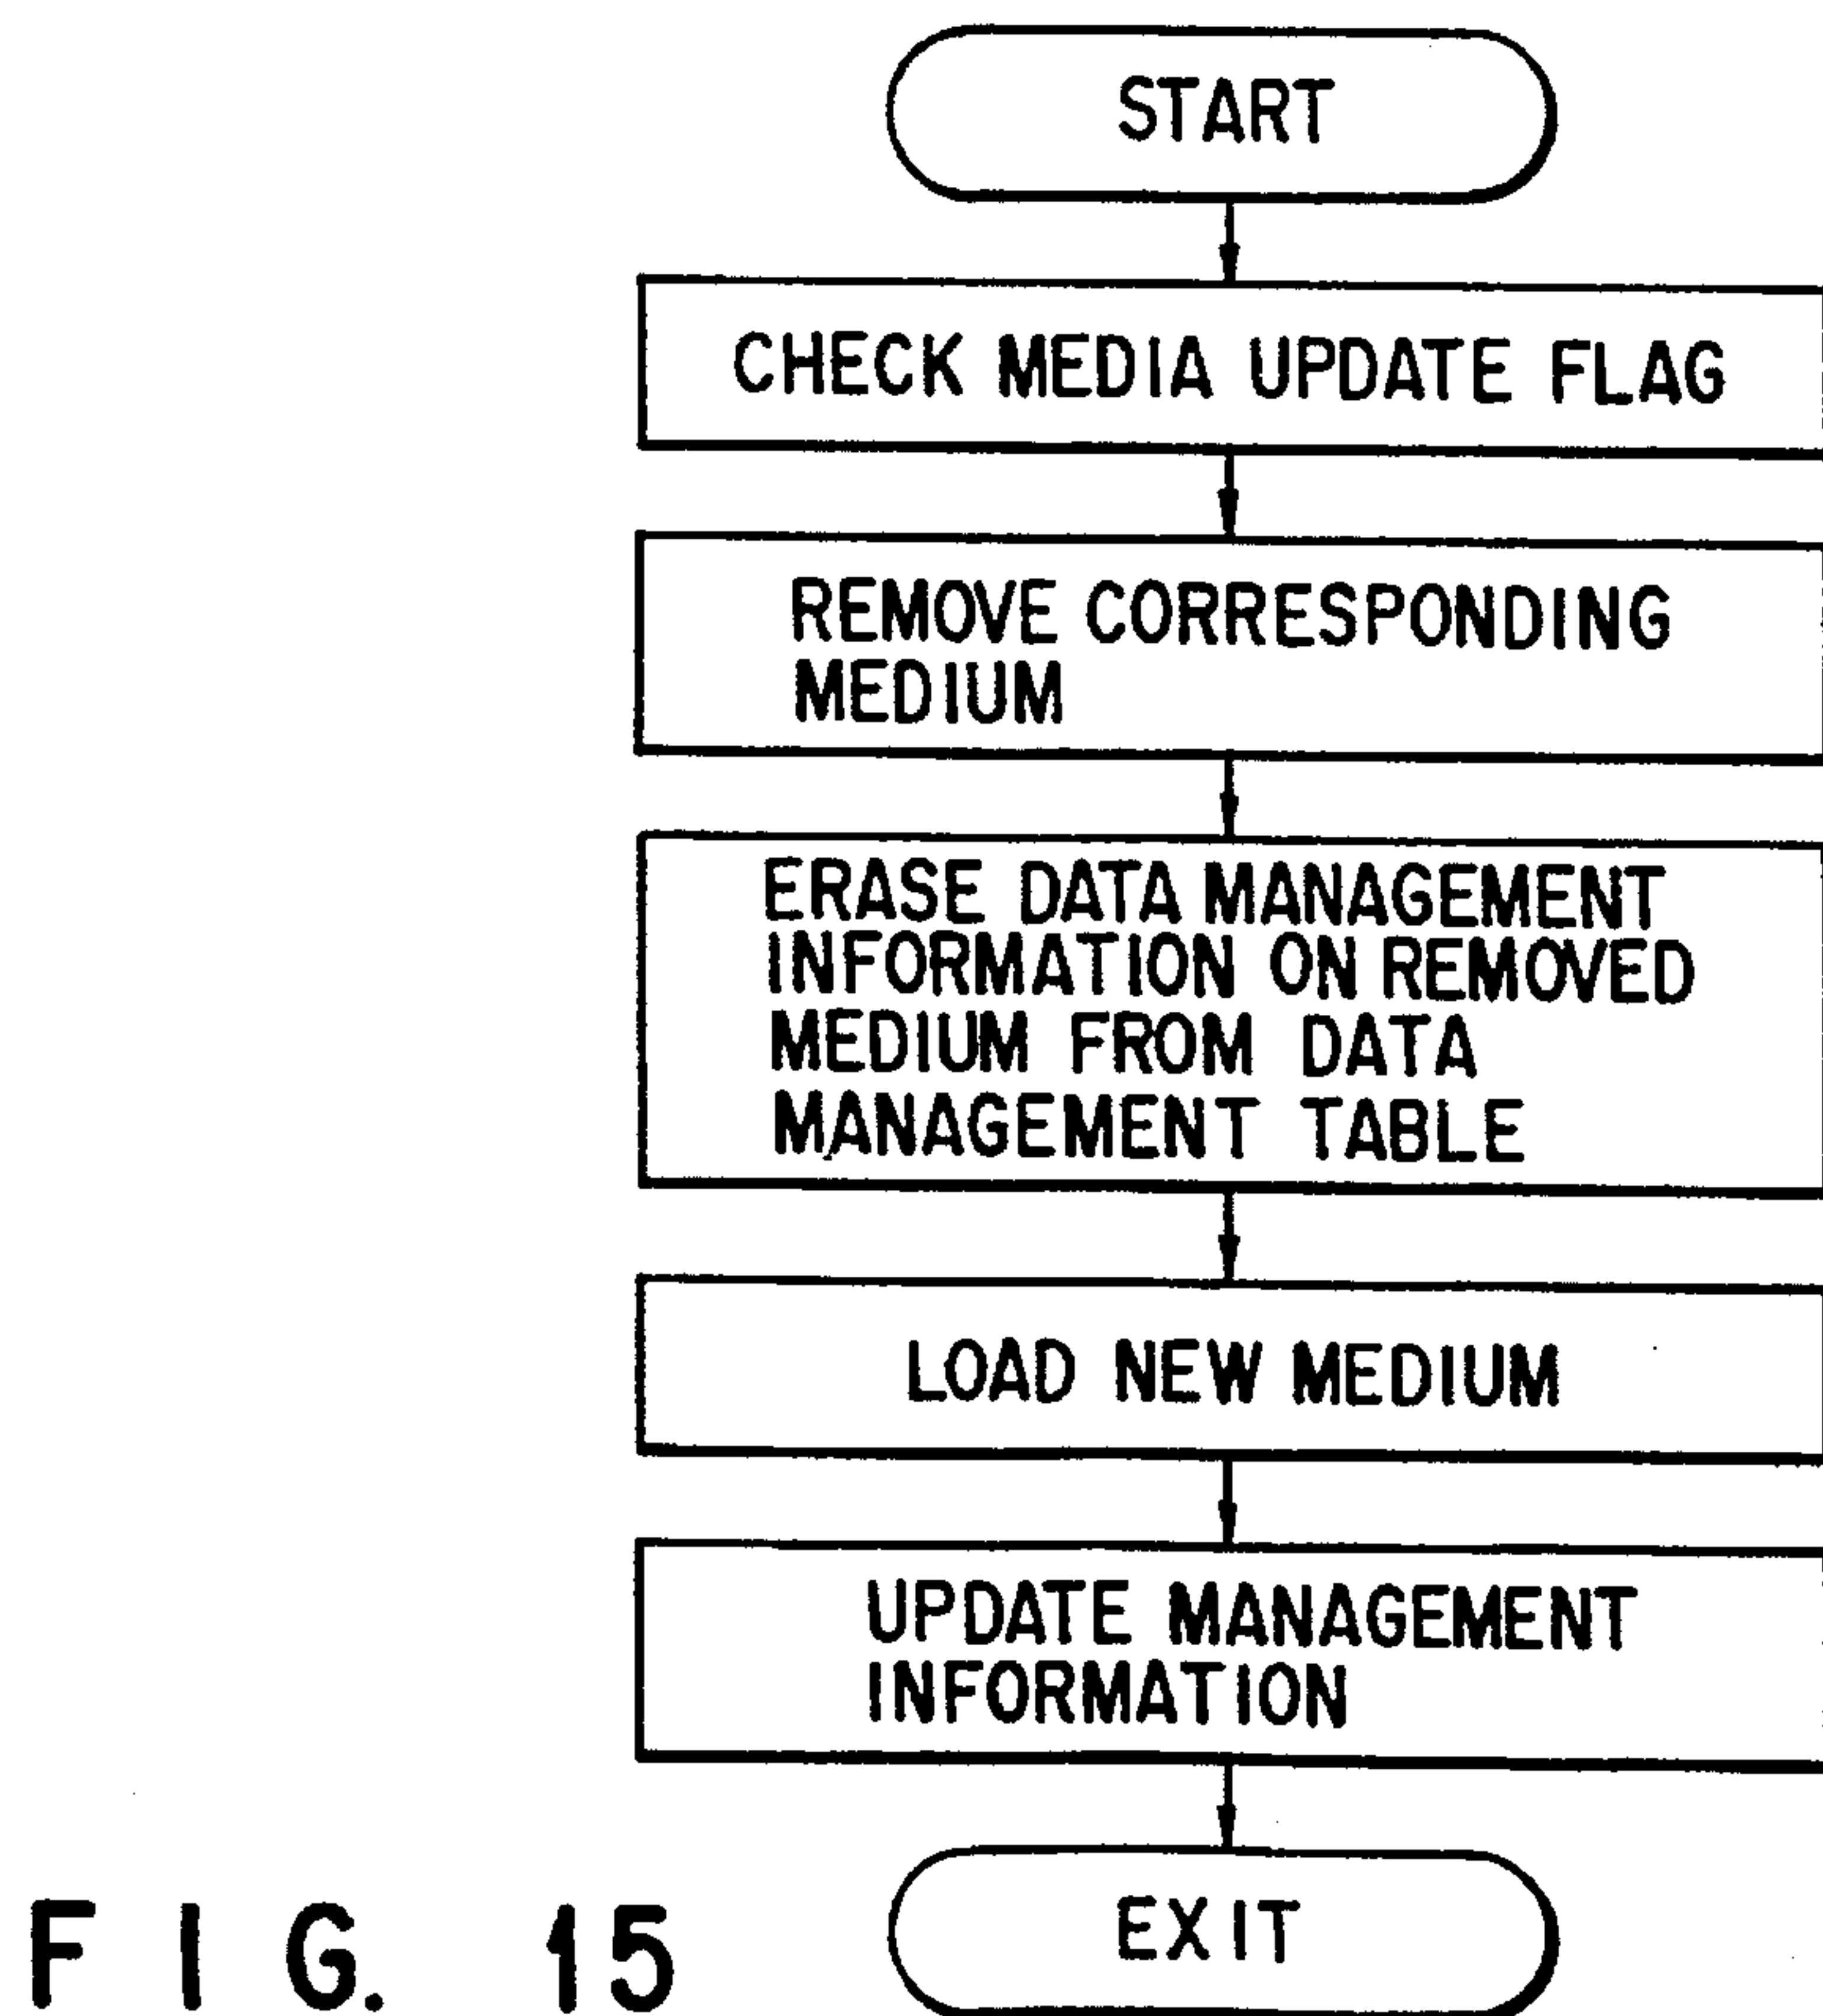 START
CHECK MEDIA UPDATE FLAG
REMOVE CORRESPONDING
MEDIUM
ERASE DATA MANAGEMENT
INFORMATION ON REMOVED
MEDIUM FROM DATA
MANAGEMENT TABLE
LOAD NEW MEDIUM
UPDATE MANAGEMENT
INFORMATION
EXIT
FIG. 15